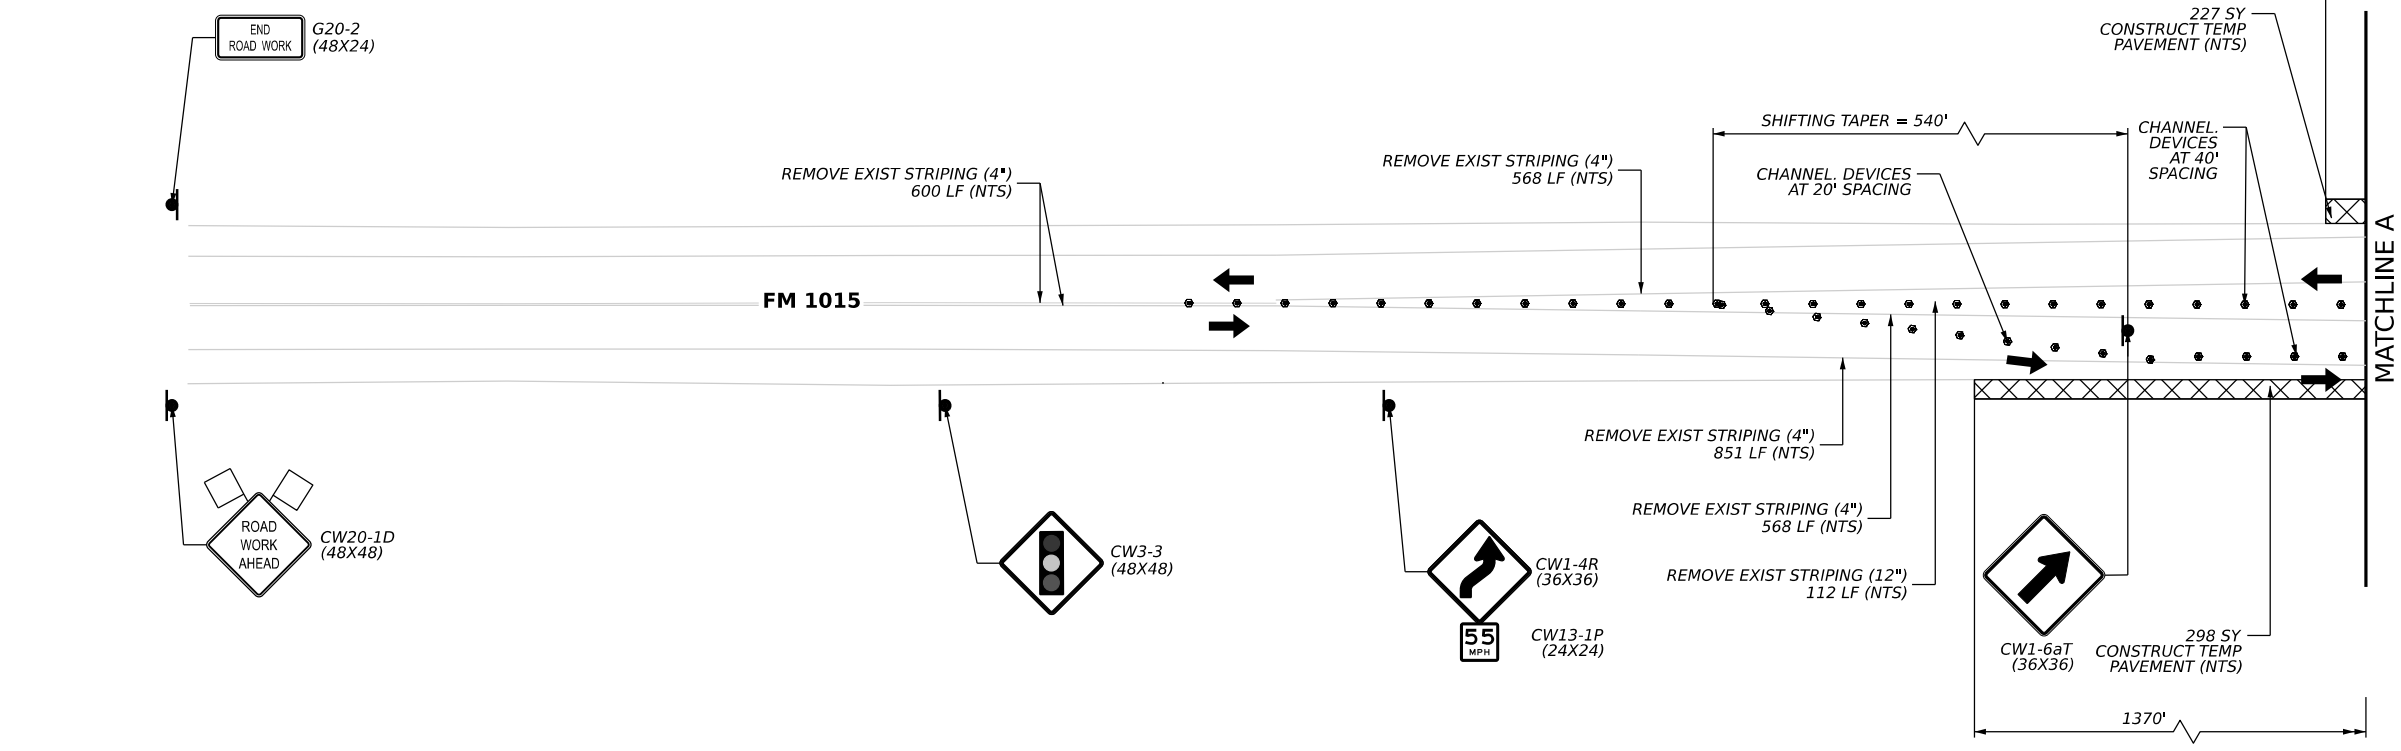 END
ROAD WORK
G20-2
(48X24)
227 SY
CONSTRUCT TEMP
PAVEMENT (NTS)
SHIFTING TAPER = 540'
CHANNEL.
DEVICES
AT 40'
SPACING
REMOVE EXIST STRIPING (4")
600 LF (NTS)
REMOVE EXIST STRIPING (4")
568 LF (NTS)
CHANNEL. DEVICES
AT 20' SPACING
MATCHLINE A
FM 1015
REMOVE EXIST STRIPING (4")
851 LF (NTS)
REMOVE EXIST STRIPING (4")
568 LF (NTS)
REMOVE EXIST STRIPING (12")
112 LF (NTS)
ROAD
WORK
AHEAD
CW20-1D
(48X48)
CW3-3
(48X48)
CW1-4R
(36X36)
55
MPH
CW13-1P
(24X24)
CW1-6aT
(36X36)
298 SY
CONSTRUCT TEMP
PAVEMENT (NTS)
1370'